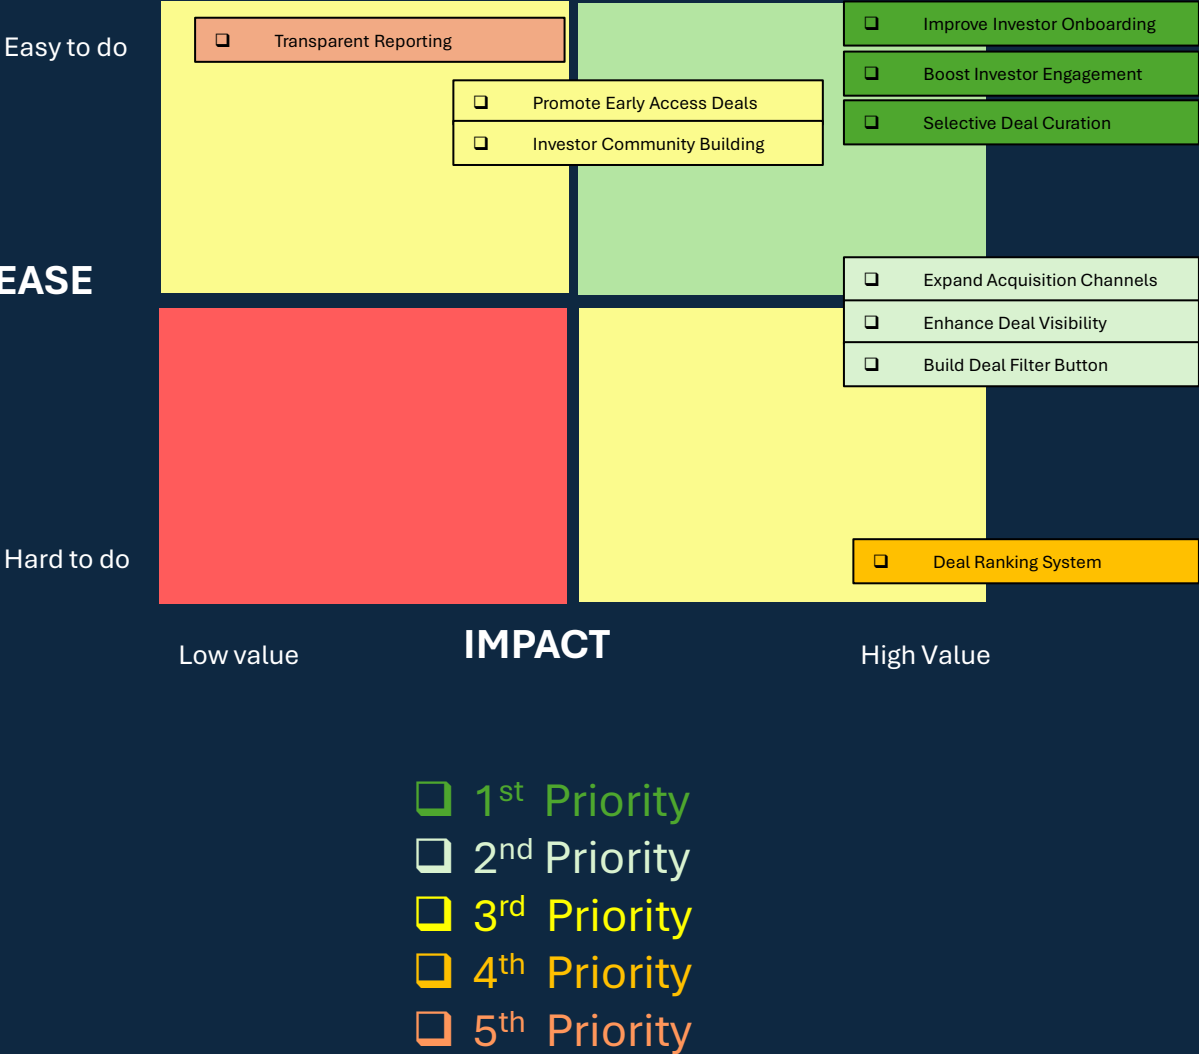 Easy to do
Transparent Reporting
Improve Investor Onboarding
Boost Investor Engagement
Selective Deal Curation
Promote Early Access Deals
Investor Community Building
EASE
Expand Acquisition Channels
Enhance Deal Visibility
Build Deal Filter Button
Hard to do
Deal Ranking System
Low value
IMPACT
High Value
1st Priority
2nd Priority
3rd Priority
4th Priority
5th Priority